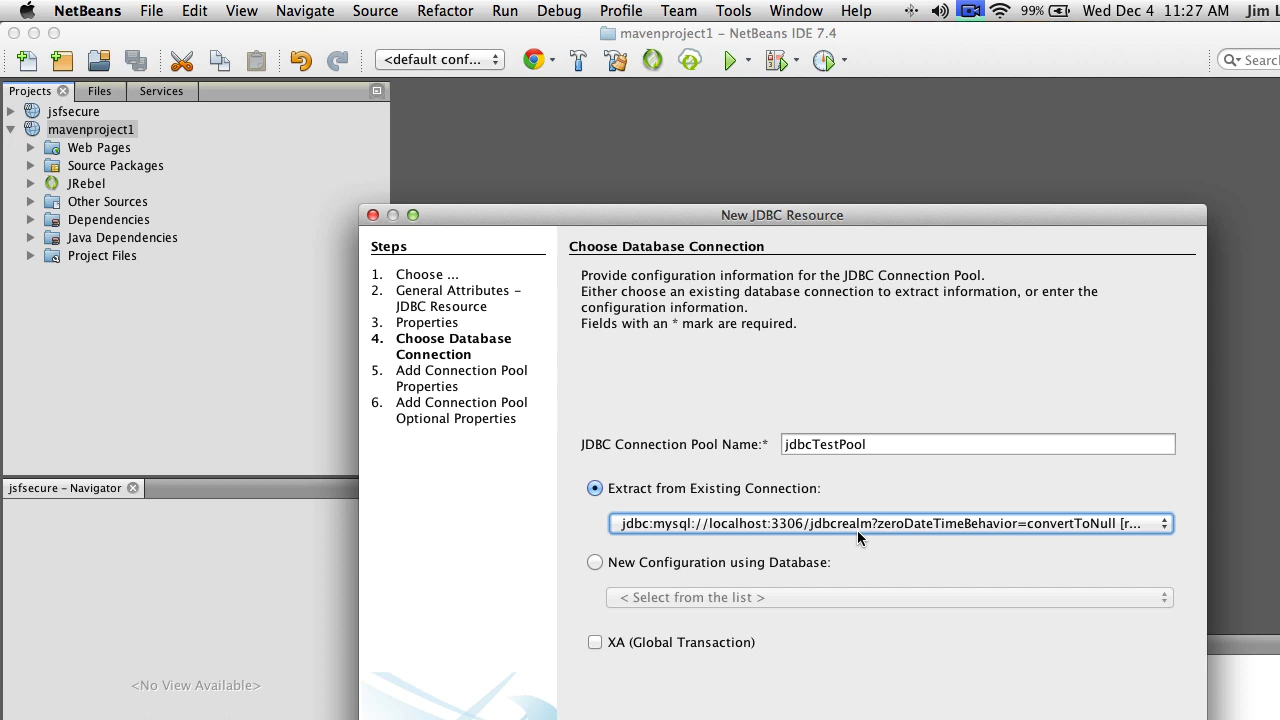 NetBeans File Edit View Navigate Source Refactor Run Debug Profile Team Tools Window Help 99% Wed Dec 4 11:27 AM Jim L
mavenproject1 – NetBeans IDE 7.4
<default conf... Searc
Projects Files Services
jsfsecure
mavenproject1
Web Pages
Source Packages
JRebel
Other Sources
Dependencies
Java Dependencies
Project Files
jsfsecure – Navigator
<No View Available>
New JDBC Resource
Steps
1. Choose ...
2. General Attributes –
JDBC Resource
3. Properties
4. Choose Database
Connection
5. Add Connection Pool
Properties
6. Add Connection Pool
Optional Properties
Choose Database Connection
Provide configuration information for the JDBC Connection Pool.
Either choose an existing database connection to extract information, or enter the
configuration information.
Fields with an * mark are required.
JDBC Connection Pool Name:* jdbcTestPool
Extract from Existing Connection:
jdbc:mysql://localhost:3306/jdbcrealm?zeroDateTimeBehavior=convertToNull [r...
New Configuration using Database:
< Select from the list >
XA (Global Transaction)